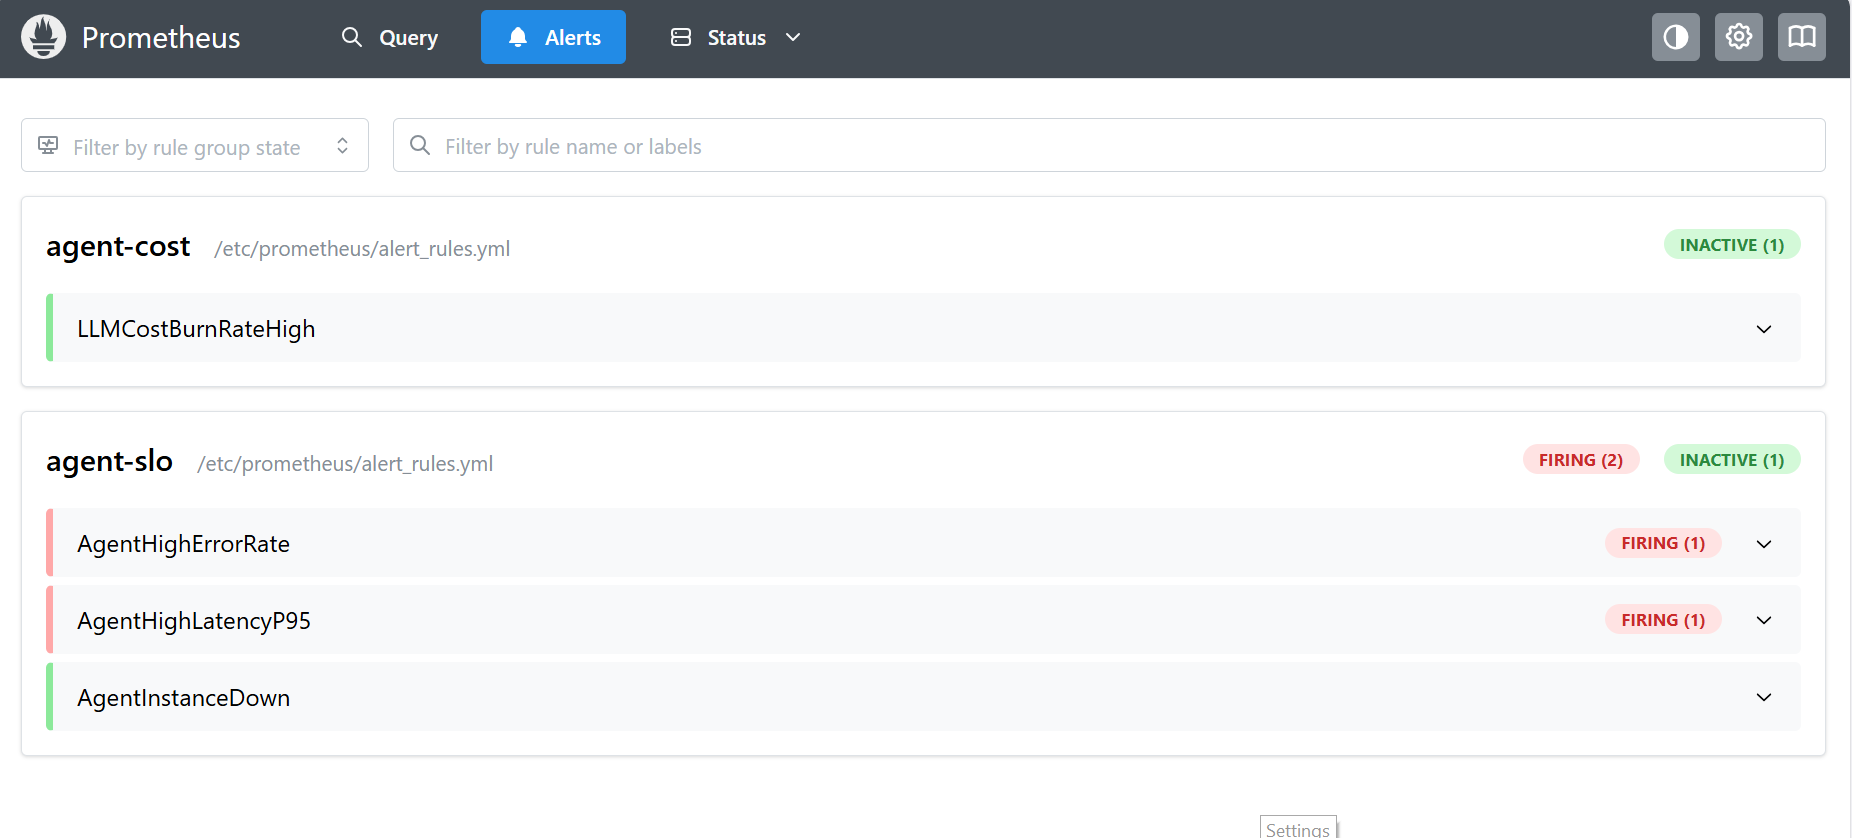 Prometheus Query Alerts Status
Filter by rule group state Filter by rule name or labels
agent-cost /etc/prometheus/alert_rules.yml INACTIVE (1)
LLMCostBurnRateHigh
agent-slo /etc/prometheus/alert_rules.yml FIRING (2) INACTIVE (1)
AgentHighErrorRate FIRING (1)
AgentHighLatencyP95 FIRING (1)
AgentInstanceDown
Settings